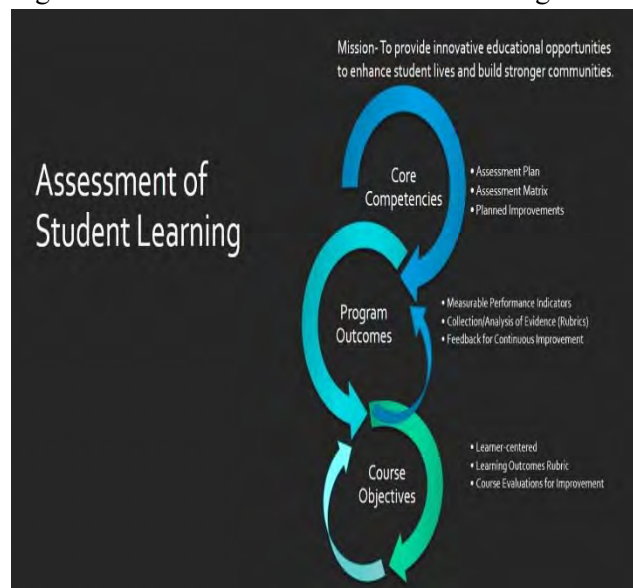 Mission- To provide innovative educational opportunities
to enhance student lives and build stronger communities.
Assessment of
Student Learning
Core
Competencies
• Assessment Plan
• Assessment Matrix
• Planned Improvements
Program
Outcomes
• Measurable Performance Indicators
• Collection/Analysis of Evidence (Rubrics)
• Feedback for Continuous Improvement
Course
Objectives
• Learner-centered
• Learning Outcomes Rubric
• Course Evaluations for Improvement